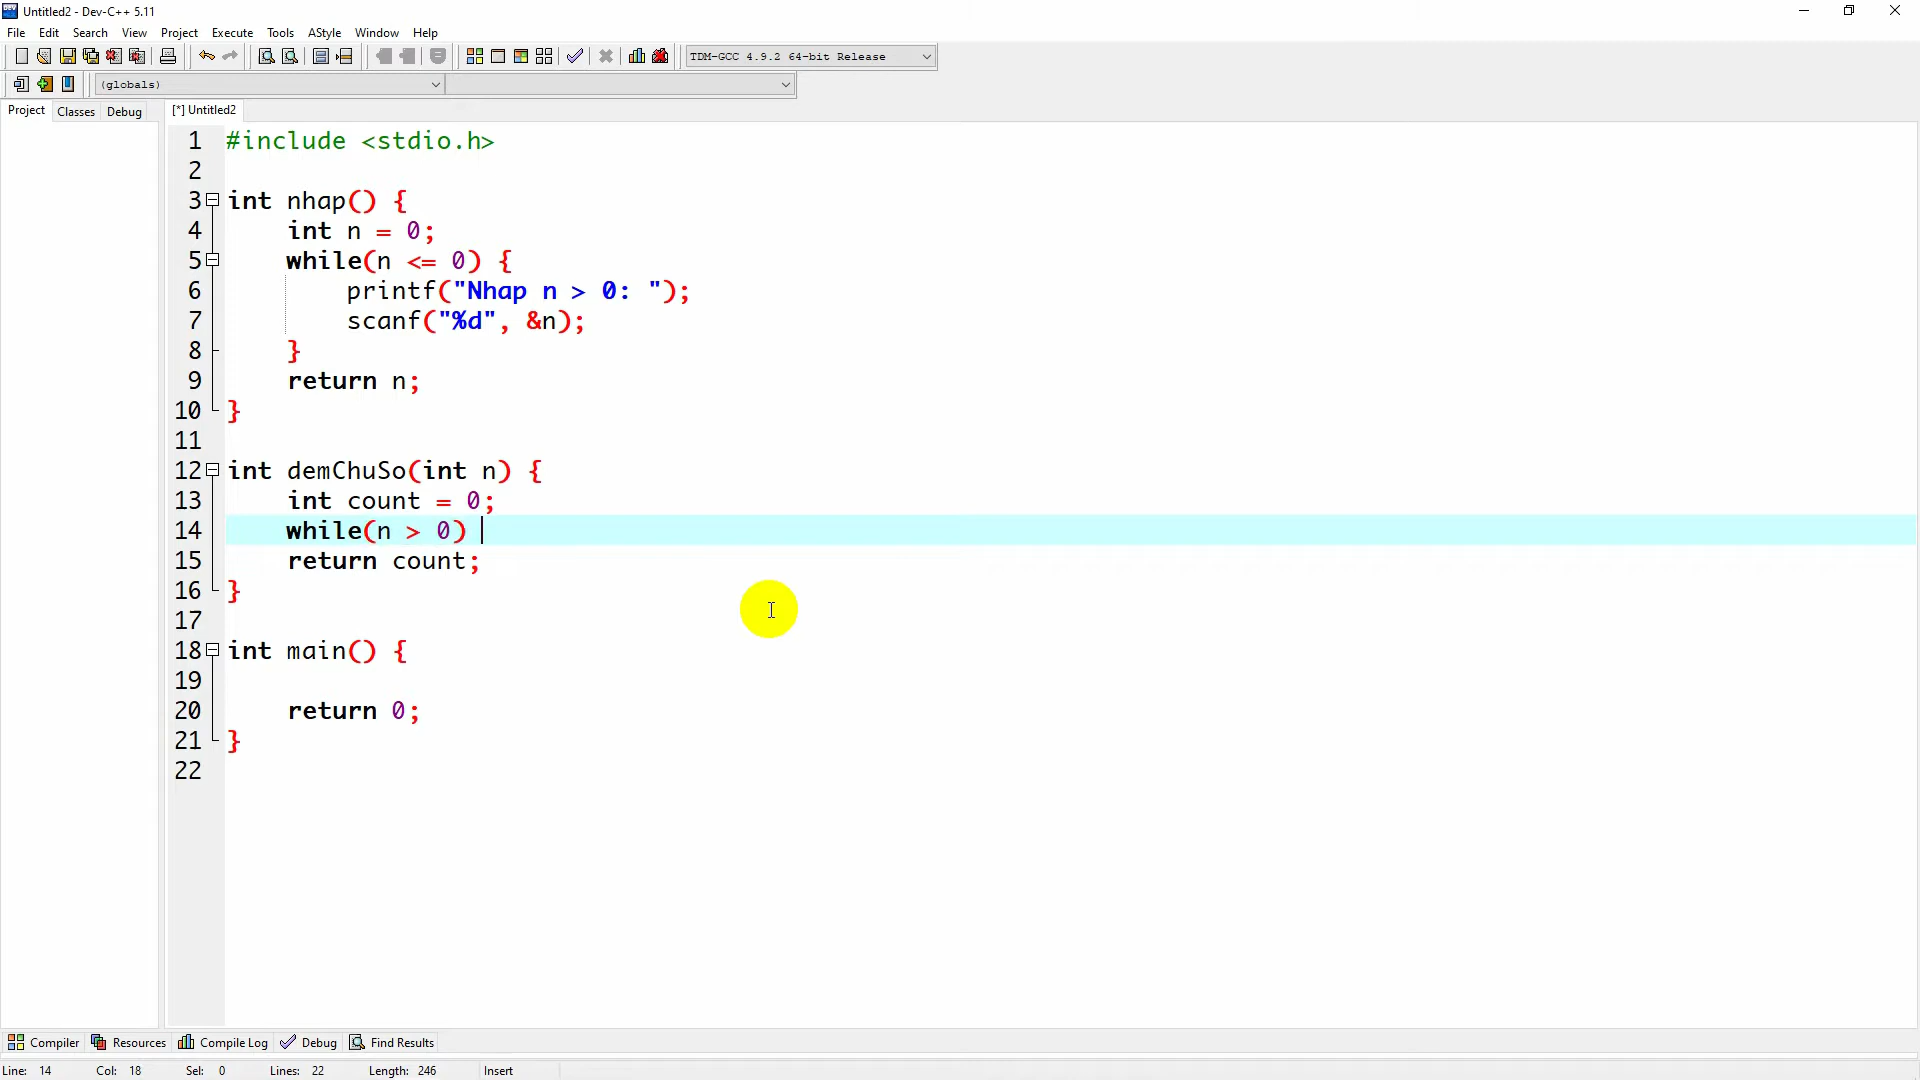 Untitled2 - Dev-C++ 5.11
File Edit Search View Project Execute Tools AStyle Window Help
TDM-GCC 4.9.2 64-bit Release
(globals)
Project Classes Debug [*] Untitled2
1 #include <stdio.h>
2
3 int nhap() {
4 int n = 0;
5 while(n <= 0) {
6 printf("Nhap n > 0: ");
7 scanf("%d", &n);
8 }
9 return n;
10 }
11
12 int demChuSo(int n) {
13 int count = 0;
14 while(n > 0)
15 return count;
16 }
17
18 int main() {
19
20 return 0;
21 }
22
Compiler Resources Compile Log Debug Find Results
Line: 14 Col: 18 Sel: 0 Lines: 22 Length: 246 Insert